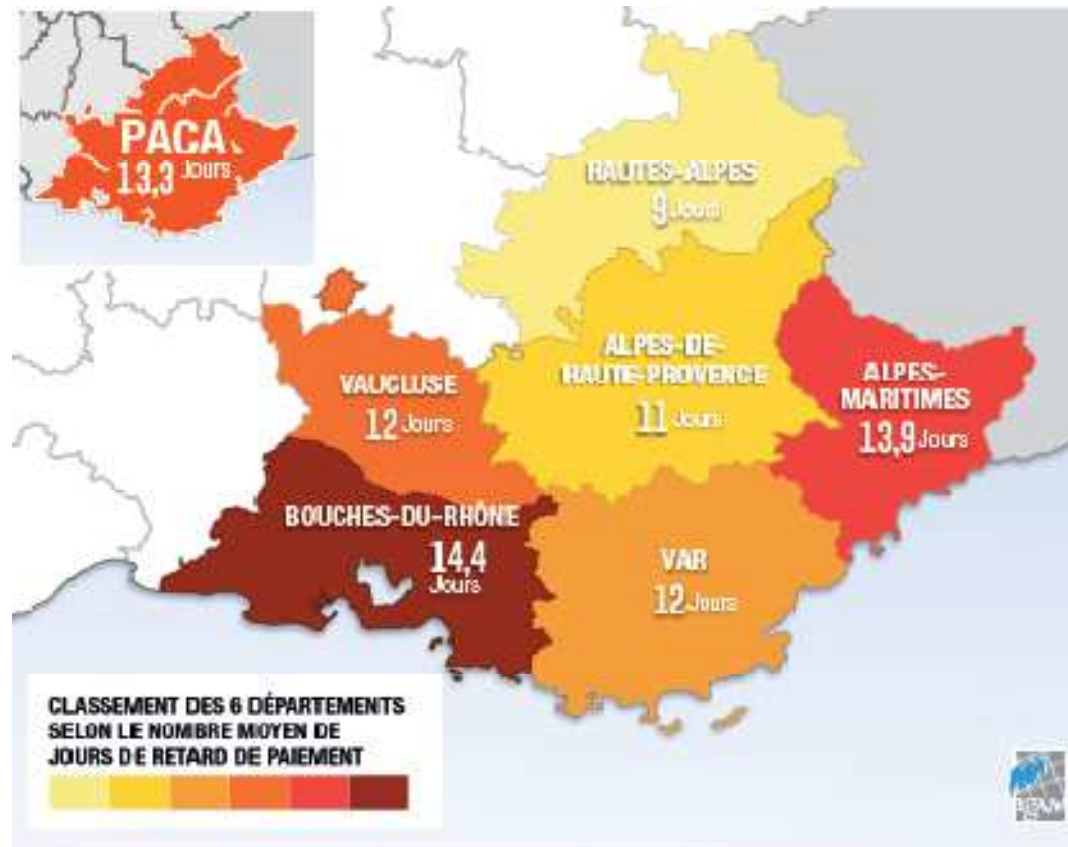 PACA
13,3 Jours
HAUTES-ALPES
9 Jours
ALPES-DE-
HAUTE-PROVENCE
11 Jours
VAUCLUSE
12 Jours
ALPES-
MARITIMES
13,9 Jours
BOUCHES-DU-RHÔNE
14,4
Jours
VAR
12 Jours
CLASSEMENT DES 6 DÉPARTEMENTS
SELON LE NOMBRE MOYEN DE
JOURS DE RETARD DE PAIEMENT